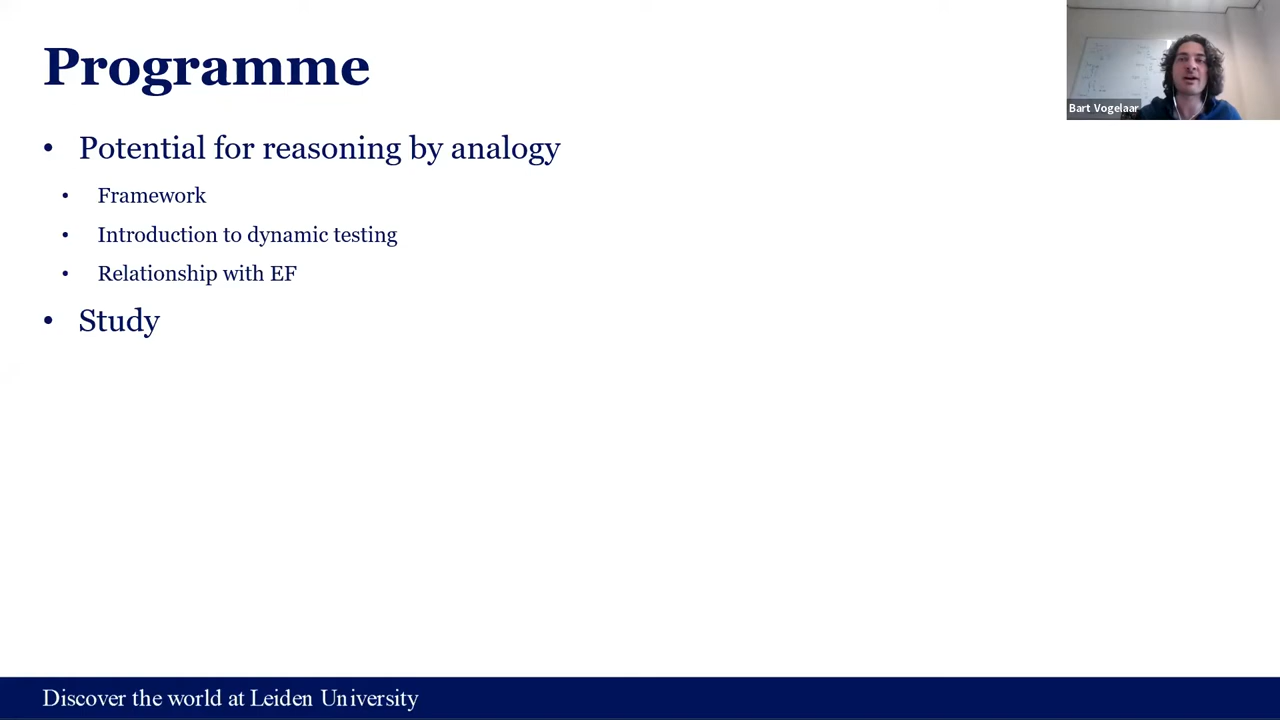 Programme
Bart Vogelaar
• Potential for reasoning by analogy
• Framework
• Introduction to dynamic testing
• Relationship with EF
• Study
Discover the world at Leiden University